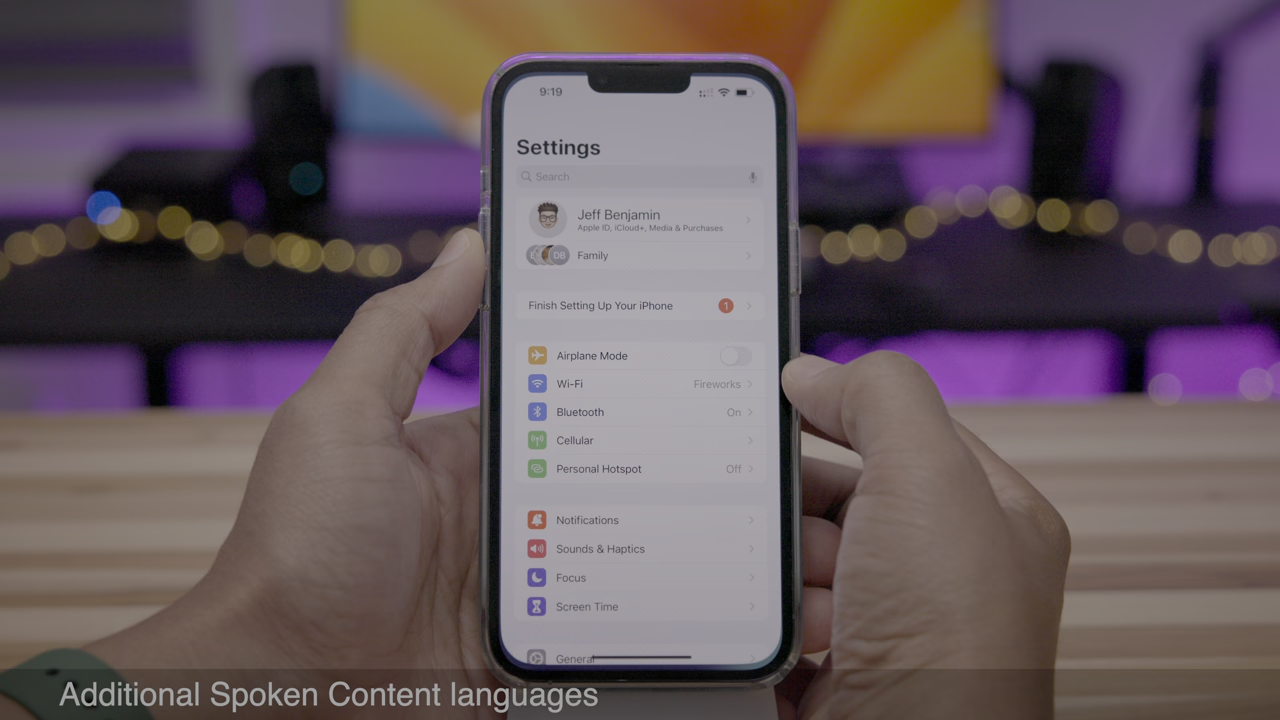 9:19
Settings
Search
Jeff Benjamin
Apple ID, iCloud+, Media & Purchases
DB
Family
Finish Setting Up Your iPhone 1
Airplane Mode
Wi-Fi Fireworks
Bluetooth On
Cellular
Personal Hotspot Off
Notifications
Sounds & Haptics
Focus
Screen Time
General
Additional Spoken Content languages